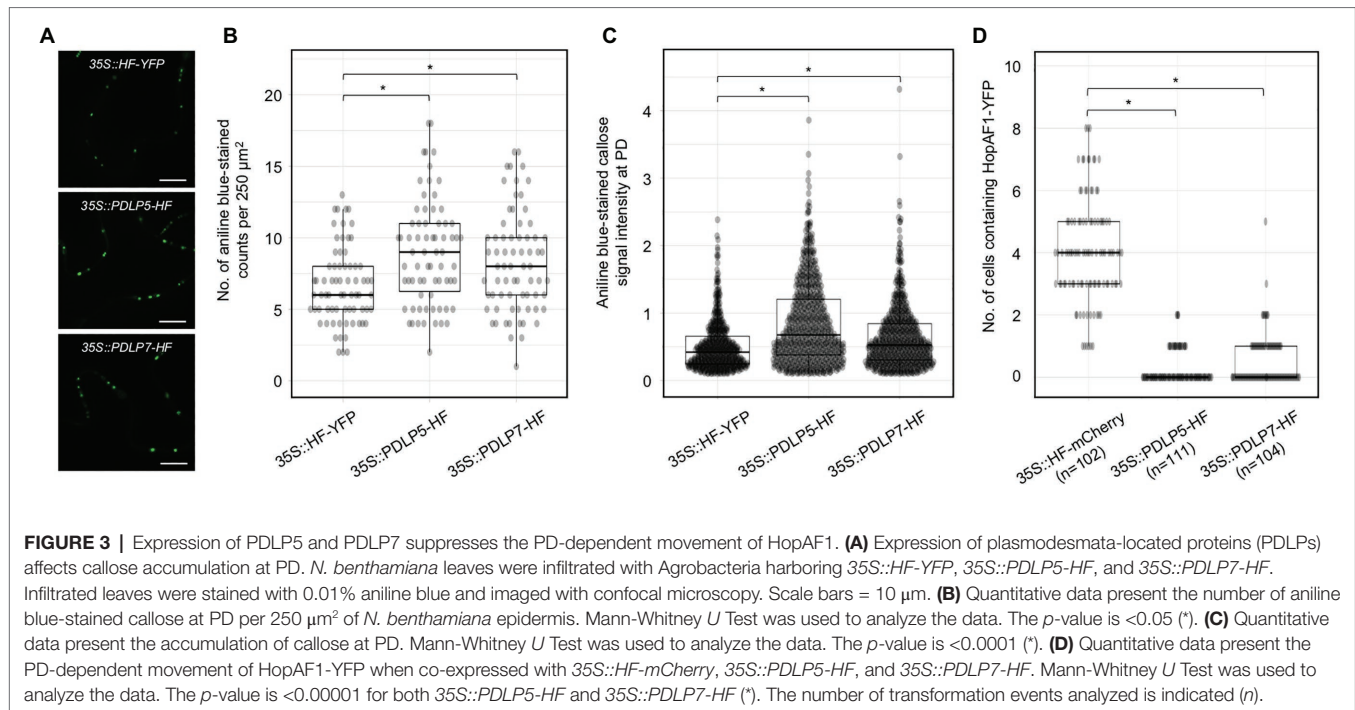 A
B
C
D
35S::HF-YFP
35S::PDLP5-HF
35S::PDLP7-HF
No. of aniline blue-stained
counts per 250 µm²
20
15
10
5
0
*
*
35S::HF-YFP
35S::PDLP5-HF
35S::PDLP7-HF
Aniline blue-stained callose
signal intensity at PD
4
3
2
1
0
*
*
35S::HF-YFP
35S::PDLP5-HF
35S::PDLP7-HF
No. of cells containing HopAF1-YFP
10
8
6
4
2
0
*
*
35S::HF-mCherry
(n=102)
35S::PDLP5-HF
(n=111)
35S::PDLP7-HF
(n=104)
FIGURE 3 | Expression of PDLP5 and PDLP7 suppresses the PD-dependent movement of HopAF1. (A) Expression of plasmodesmata-located proteins (PDLPs)
affects callose accumulation at PD. N. benthamiana leaves were infiltrated with Agrobacteria harboring 35S::HF-YFP, 35S::PDLP5-HF, and 35S::PDLP7-HF.
Infiltrated leaves were stained with 0.01% aniline blue and imaged with confocal microscopy. Scale bars = 10 µm. (B) Quantitative data present the number of aniline
blue-stained callose at PD per 250 µm² of N. benthamiana epidermis. Mann-Whitney U Test was used to analyze the data. The p-value is <0.05 (*). (C) Quantitative
data present the accumulation of callose at PD. Mann-Whitney U Test was used to analyze the data. The p-value is <0.0001 (*). (D) Quantitative data present the
PD-dependent movement of HopAF1-YFP when co-expressed with 35S::HF-mCherry, 35S::PDLP5-HF, and 35S::PDLP7-HF. Mann-Whitney U Test was used to
analyze the data. The p-value is <0.00001 for both 35S::PDLP5-HF and 35S::PDLP7-HF (*). The number of transformation events analyzed is indicated (n).